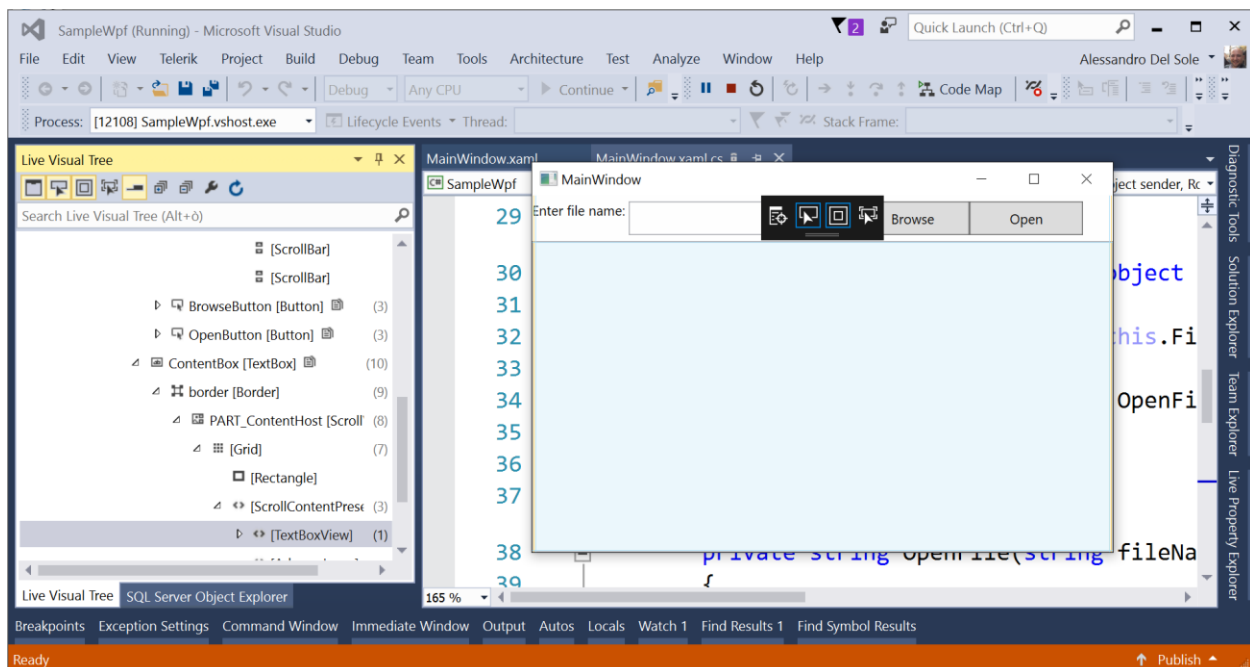 SampleWpf (Running) - Microsoft Visual Studio
2
Quick Launch (Ctrl+Q)
File Edit View Telerik Project Build Debug Team Tools Architecture Test Analyze Window Help
Alessandro Del Sole
Debug Any CPU Continue Code Map
Process: [12108] SampleWpf.vshost.exe Lifecycle Events Thread: Stack Frame:
Live Visual Tree
Search Live Visual Tree (Alt+ò)
[ScrollBar]
[ScrollBar]
BrowseButton [Button] (3)
OpenButton [Button] (3)
ContentBox [TextBox] (10)
border [Border] (9)
PART_ContentHost [Scroll (8)
[Grid] (7)
[Rectangle]
[ScrollContentPrese (3)
[TextBoxView] (1)
Live Visual Tree SQL Server Object Explorer
MainWindow.xaml MainWindow.xaml.cs
SampleWpf
ject sender, Rc
MainWindow
Enter file name:
Browse
Open
29
30 object
31
32 this.Fi
33
34 OpenFi
35
36
37
38 private string OpenFile(string fileNa
39 {
165 %
Diagnostic Tools
Solution Explorer
Team Explorer
Live Property Explorer
Breakpoints Exception Settings Command Window Immediate Window Output Autos Locals Watch 1 Find Results 1 Find Symbol Results
Ready
Publish